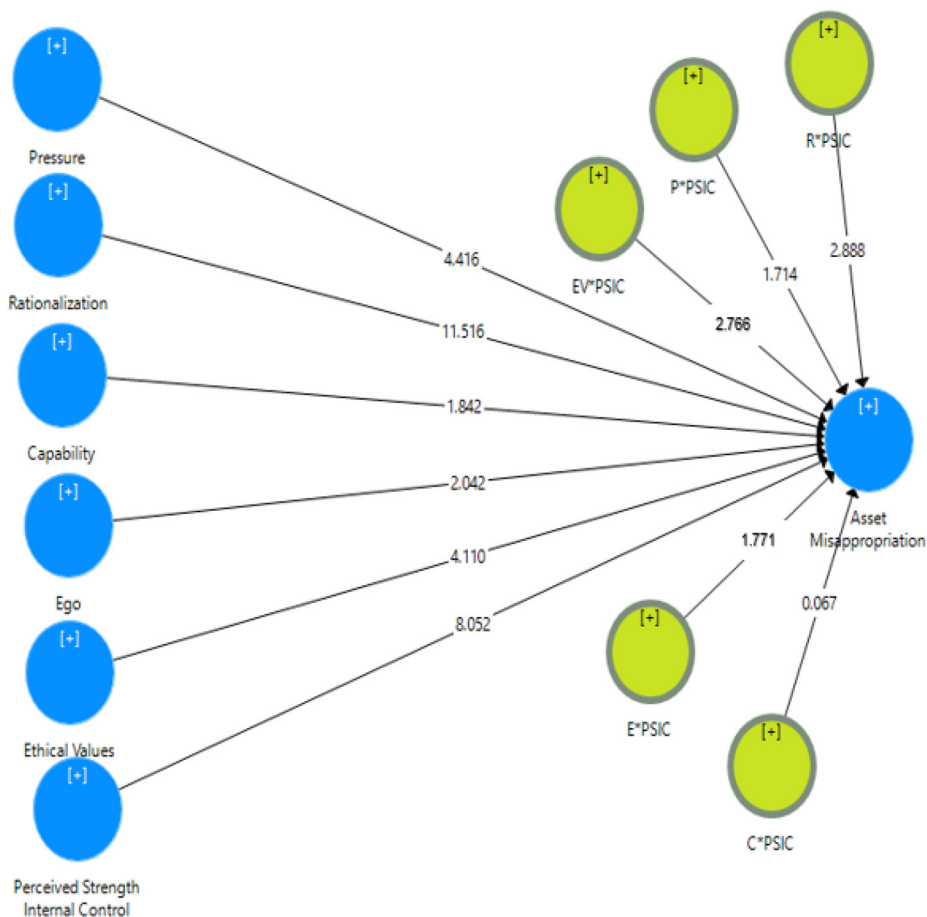 [+]
Pressure
[+]
Rationalization
[+]
Capability
[+]
Ego
[+]
Ethical Values
[+]
Perceived Strength
Internal Control
4.416
11.516
1.842
2.042
4.110
8.052
[+]
EV*PSIC
2.766
[+]
P*PSIC
1.714
[+]
R*PSIC
2.888
[+]
Asset
Misappropriation
[+]
E*PSIC
1.771
[+]
C*PSIC
0.067